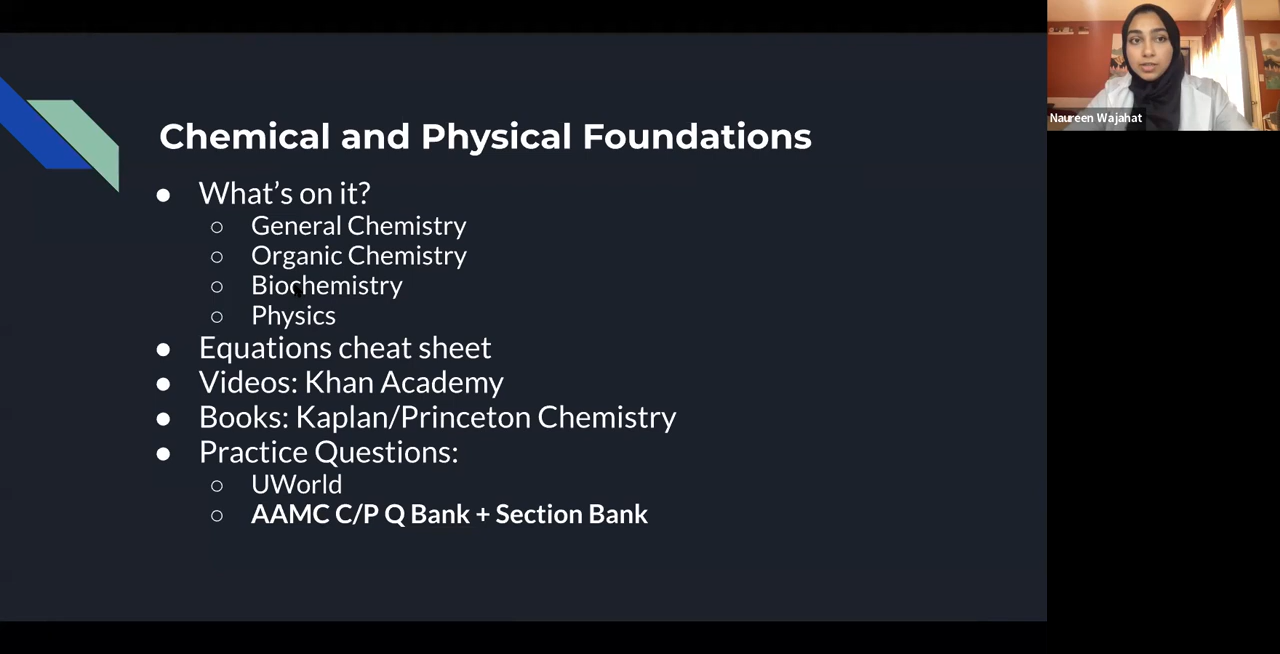 Chemical and Physical Foundations
● What’s on it?
○ General Chemistry
○ Organic Chemistry
○ Biochemistry
○ Physics
● Equations cheat sheet
● Videos: Khan Academy
● Books: Kaplan/Princeton Chemistry
● Practice Questions:
○ UWorld
○ AAMC C/P Q Bank + Section Bank
Naureen Wajahat